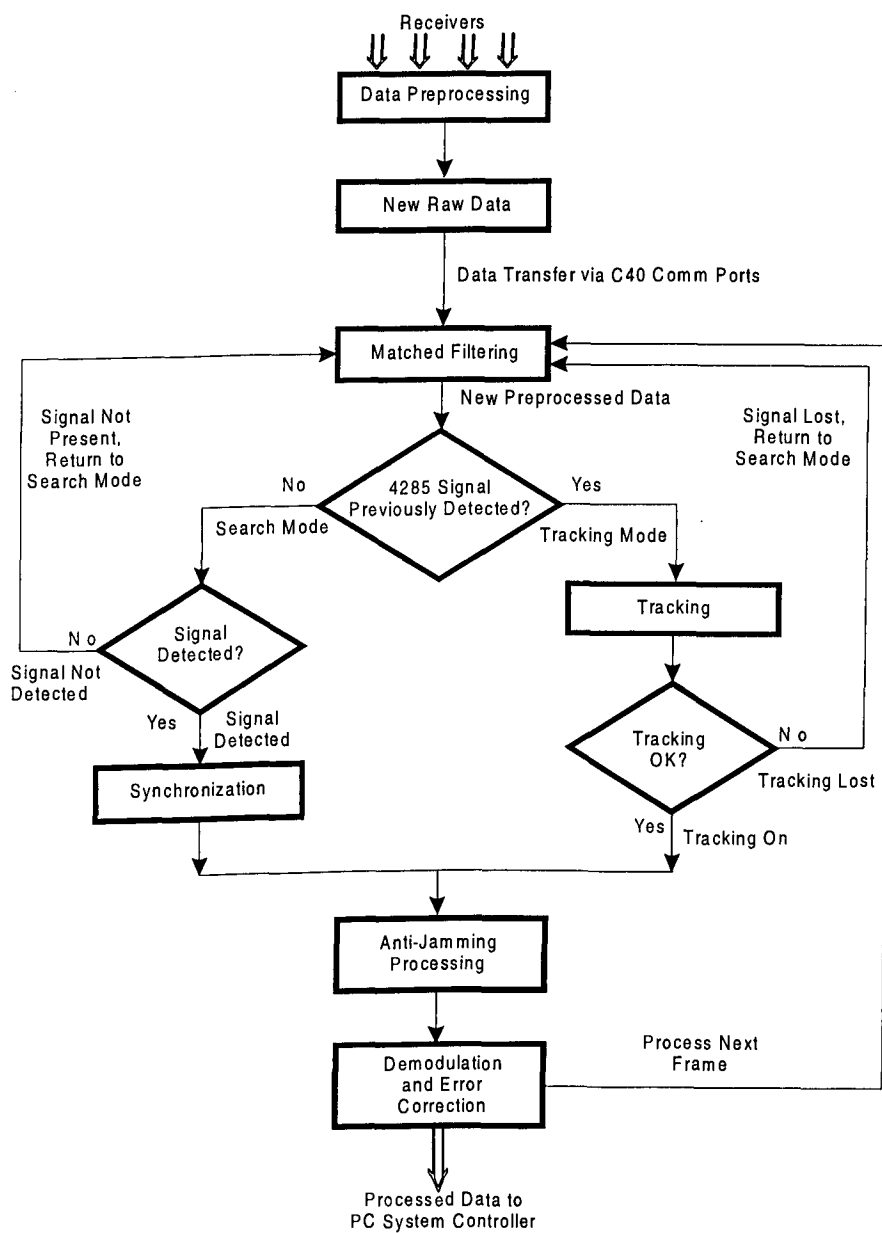 Receivers
Data Preprocessing
New Raw Data
Data Transfer via C40 Comm Ports
Matched Filtering
New Preprocessed Data
Signal Not
Present,
Return to
Search Mode
Signal Lost,
Return to
Search Mode
No
4285 Signal
Previously Detected?
Yes
Search Mode
Tracking Mode
Tracking
No
Signal
Detected?
Signal Not
Detected
Yes
Signal
Detected
Tracking
OK?
No
Tracking Lost
Synchronization
Yes
Tracking On
Anti-Jamming
Processing
Demodulation
and Error
Correction
Process Next
Frame
Processed Data to
PC System Controller